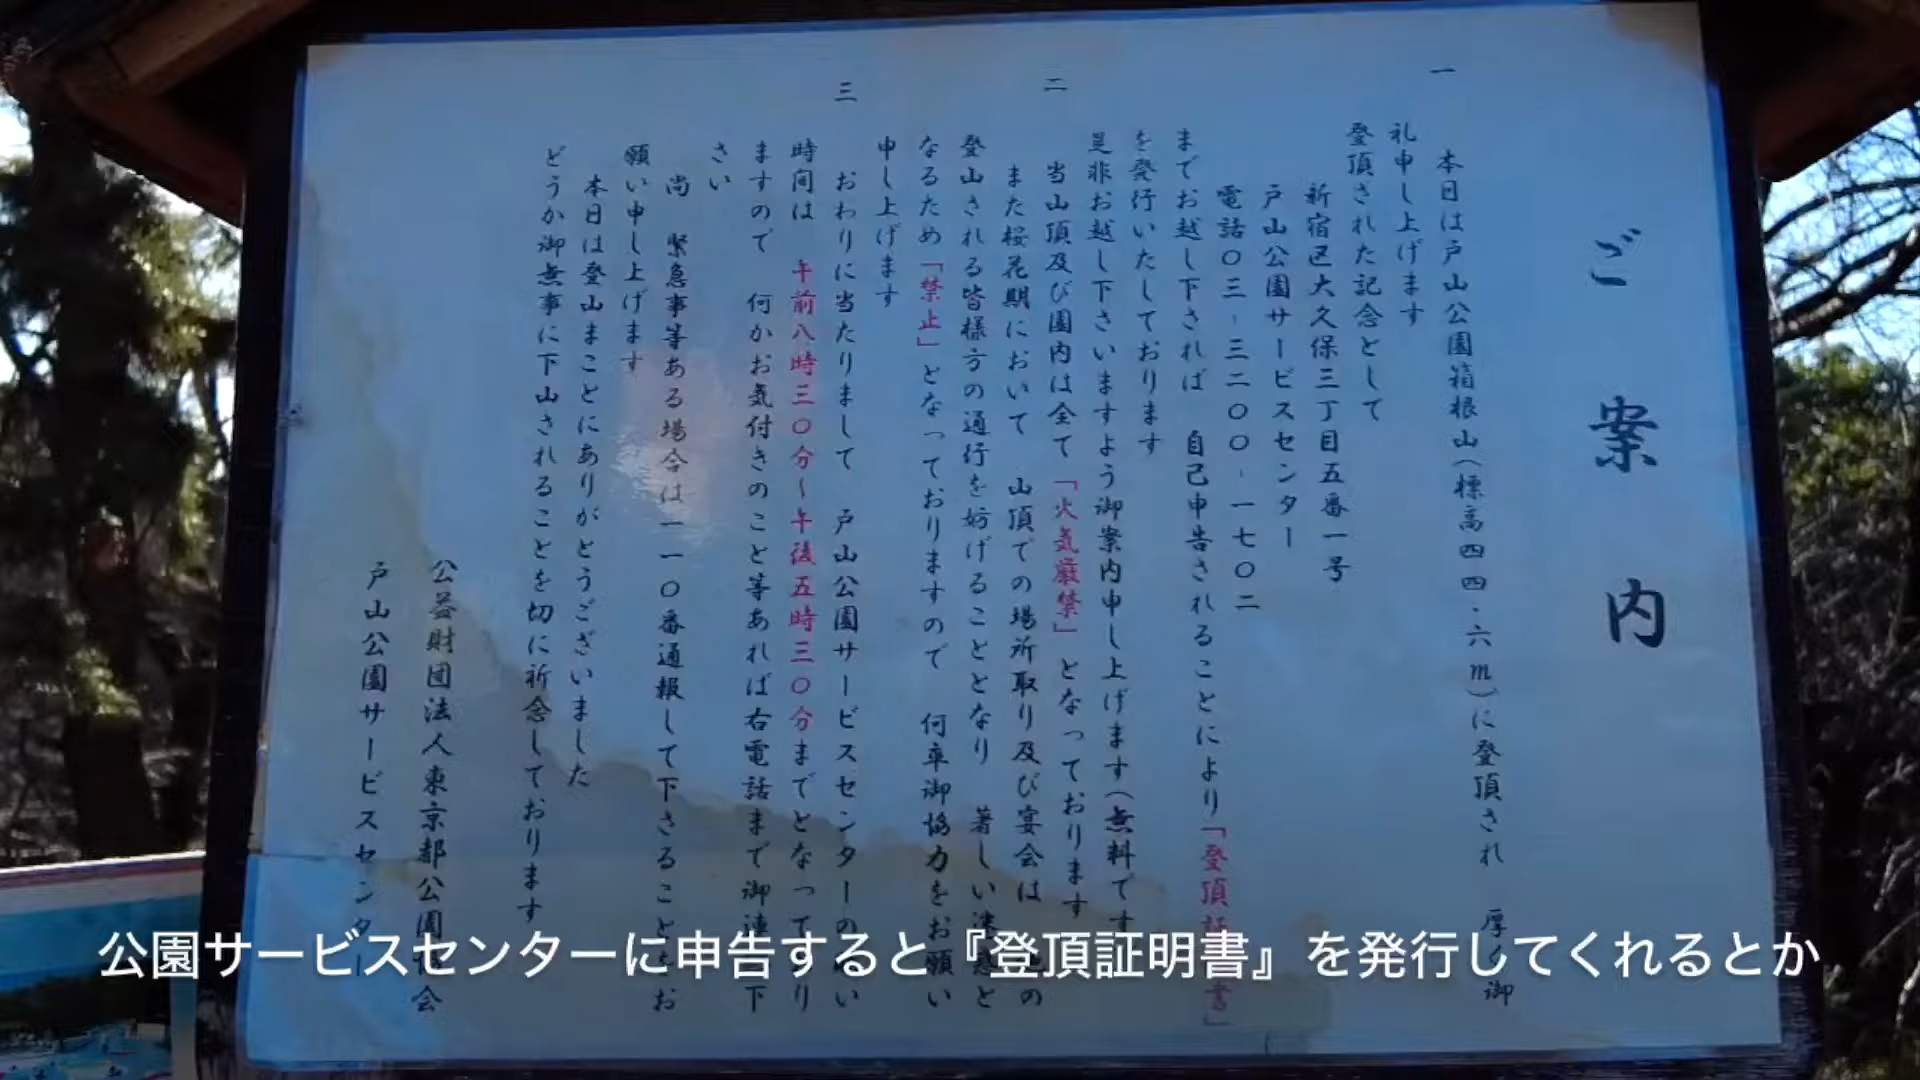 ご案内
一
本日は戸山公園箱根山(標高四四・六m)に登頂され 厚く御
礼申し上げます
登頂された記念として
新宿区大久保三丁目五番一号
戸山公園サービスセンター
電話〇三-三二〇〇-一七〇二
までお越し下されば 自己申告されることにより「登頂証明書」
を発行いたしております
是非お越し下さいますよう御案内申し上げます(無料です
二
当山頂及び園内は全て「火気厳禁」となっております
また桜花期において 山頂での場所取り及び宴会は の
登山される皆様方の通行を妨げることとなり 著しい迷惑と
なるため「禁止」となっておりますので 何卒御協力をお願い
申し上げます
三
おわりに当たりまして 戸山公園サービスセンターの い
時間は 午前八時三〇分〜午後五時三〇分までとなって り
ますので 何かお気付きのこと等あれば右電話まで御連 下
さい
尚 緊急事等ある場合は一一〇番通報して下さること お
願い申し上げます
本日は登山まことにありがとうございました
どうか御無事に下山されることを切に祈念しております
公益財団法人東京都公園協会
戸山公園サービスセンター
公園サービスセンターに申告すると『登頂証明書』を発行してくれるとか